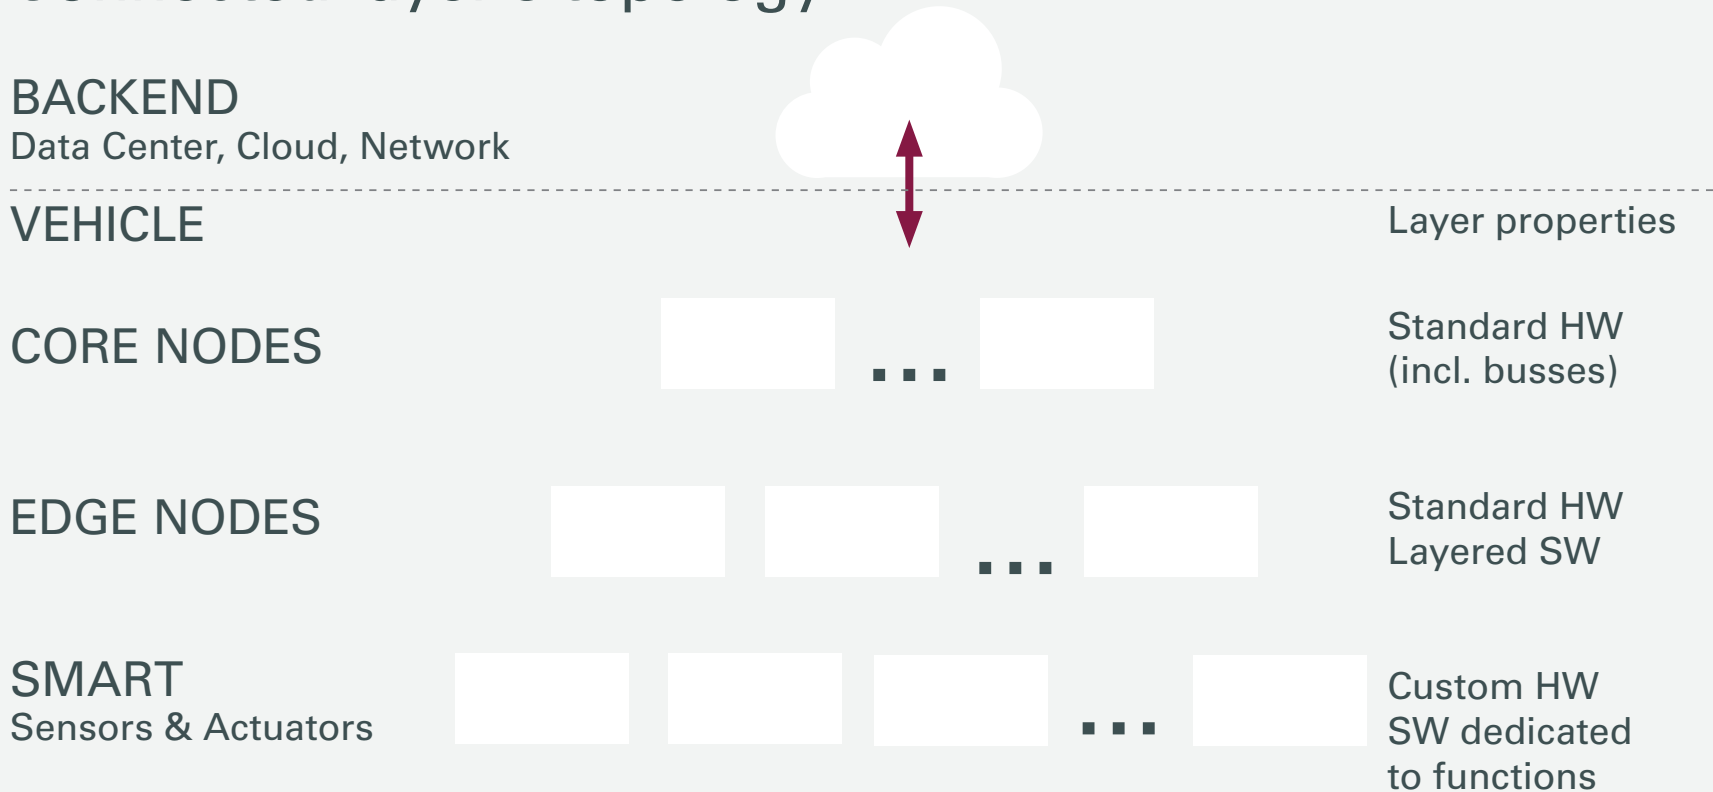 BACKEND
Data Center, Cloud, Network
VEHICLE
Layer properties
CORE NODES
...
Standard HW
(incl. busses)
EDGE NODES
...
Standard HW
Layered SW
SMART
Sensors & Actuators
...
Custom HW
SW dedicated
to functions